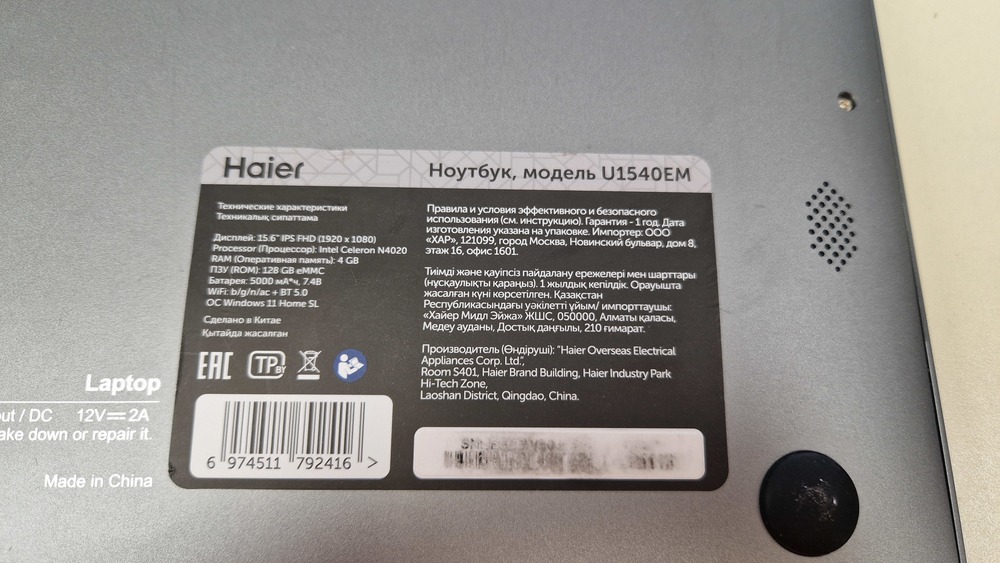 Haier
Ноутбук, модель U1540EM
Технические характеристики
Техникалық сипаттама
Дисплей: 15.6" IPS FHD (1920 x 1080)
Processor (Процессор): Intel Celeron N4020
RAM (Оперативная память): 4 GB
ПЗУ (ROM): 128 GB eMMC
Батарея: 5000 мА*ч, 7.4В
WiFi: b/g/n/ac + BT 5.0
ОС Windows 11 Home SL
Сделано в Китае
Қытайда жасалған
Правила и условия эффективного и безопасного
использования (см. инструкцию). Гарантия - 1 год. Дата
изготовления указана на упаковке. Импортер: ООО
«ХАР», 121099, город Москва, Новинский бульвар, дом 8,
этаж 16, офис 1601.
Тиімді және қауіпсіз пайдалану ережелері мен шарттары
(нұсқаулықты қараңыз). 1 жылдық кепілдік. Орауышта
жасалған күні көрсетілген. Қазақстан
Республикасындағы уәкілетті ұйым/ импорттаушы:
«Хайер Мидл Эйжа» ЖШС, 050000, Алматы қаласы,
Медеу ауданы, Достық даңғылы, 210 ғимарат.
Производитель (Өндіруші): "Haier Overseas Electrical
Appliances Corp. Ltd.",
Room S401, Haier Brand Building, Haier Industry Park
Hi-Tech Zone,
Laoshan District, Qingdao, China.
EAC
TP BY
6 974511 792416 >
Laptop
/ DC 12V⎓2A
down or repair it.
Made in China